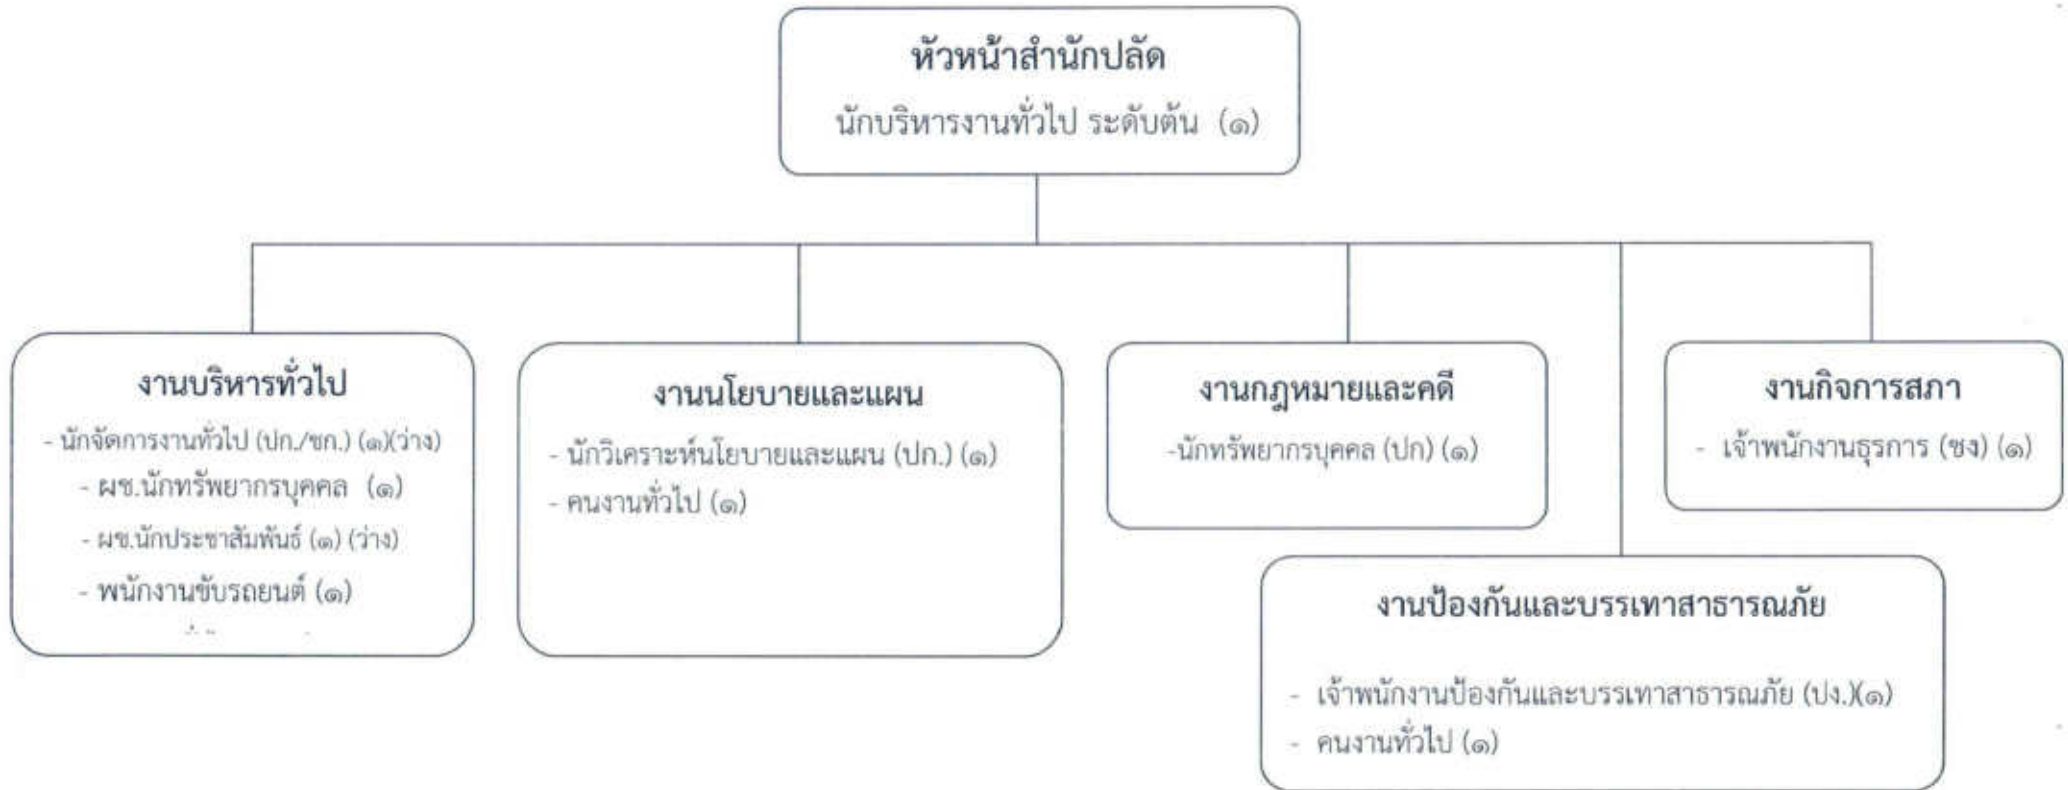 หัวหน้าสำนักปลัด
นักบริหารงานทั่วไป ระดับต้น (๑)
งานบริหารทั่วไป
- นักจัดการงานทั่วไป (ปก./ชก.) (๑)(ว่าง)
- ผช.นักทรัพยากรบุคคล (๑)
- ผช.นักประชาสัมพันธ์ (๑) (ว่าง)
- พนักงานขับรถยนต์ (๑)
งานนโยบายและแผน
- นักวิเคราะห์นโยบายและแผน (ปก.) (๑)
- คนงานทั่วไป (๑)
งานกฎหมายและคดี
-นักทรัพยากรบุคคล (ปก) (๑)
งานกิจการสภา
- เจ้าพนักงานธุรการ (ชง) (๑)
งานป้องกันและบรรเทาสาธารณภัย
- เจ้าพนักงานป้องกันและบรรเทาสาธารณภัย (ปง.)(๑)
- คนงานทั่วไป (๑)